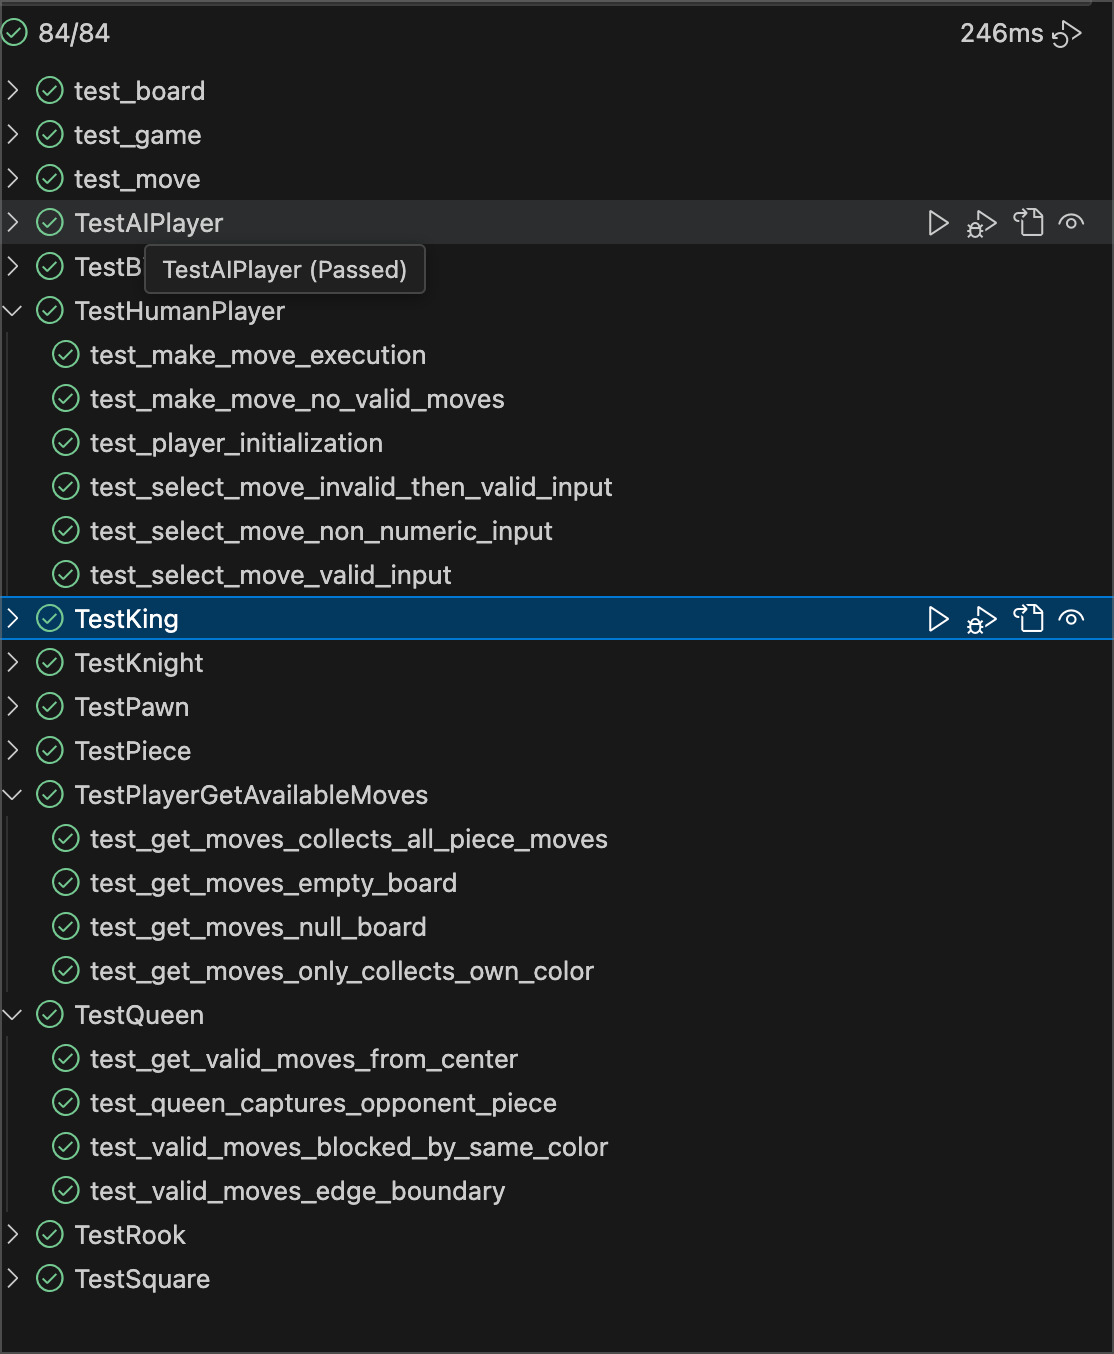 84/84 246ms
test_board
test_game
test_move
TestAIPlayer
TestB
TestAIPlayer (Passed)
TestHumanPlayer
test_make_move_execution
test_make_move_no_valid_moves
test_player_initialization
test_select_move_invalid_then_valid_input
test_select_move_non_numeric_input
test_select_move_valid_input
TestKing
TestKnight
TestPawn
TestPiece
TestPlayerGetAvailableMoves
test_get_moves_collects_all_piece_moves
test_get_moves_empty_board
test_get_moves_null_board
test_get_moves_only_collects_own_color
TestQueen
test_get_valid_moves_from_center
test_queen_captures_opponent_piece
test_valid_moves_blocked_by_same_color
test_valid_moves_edge_boundary
TestRook
TestSquare